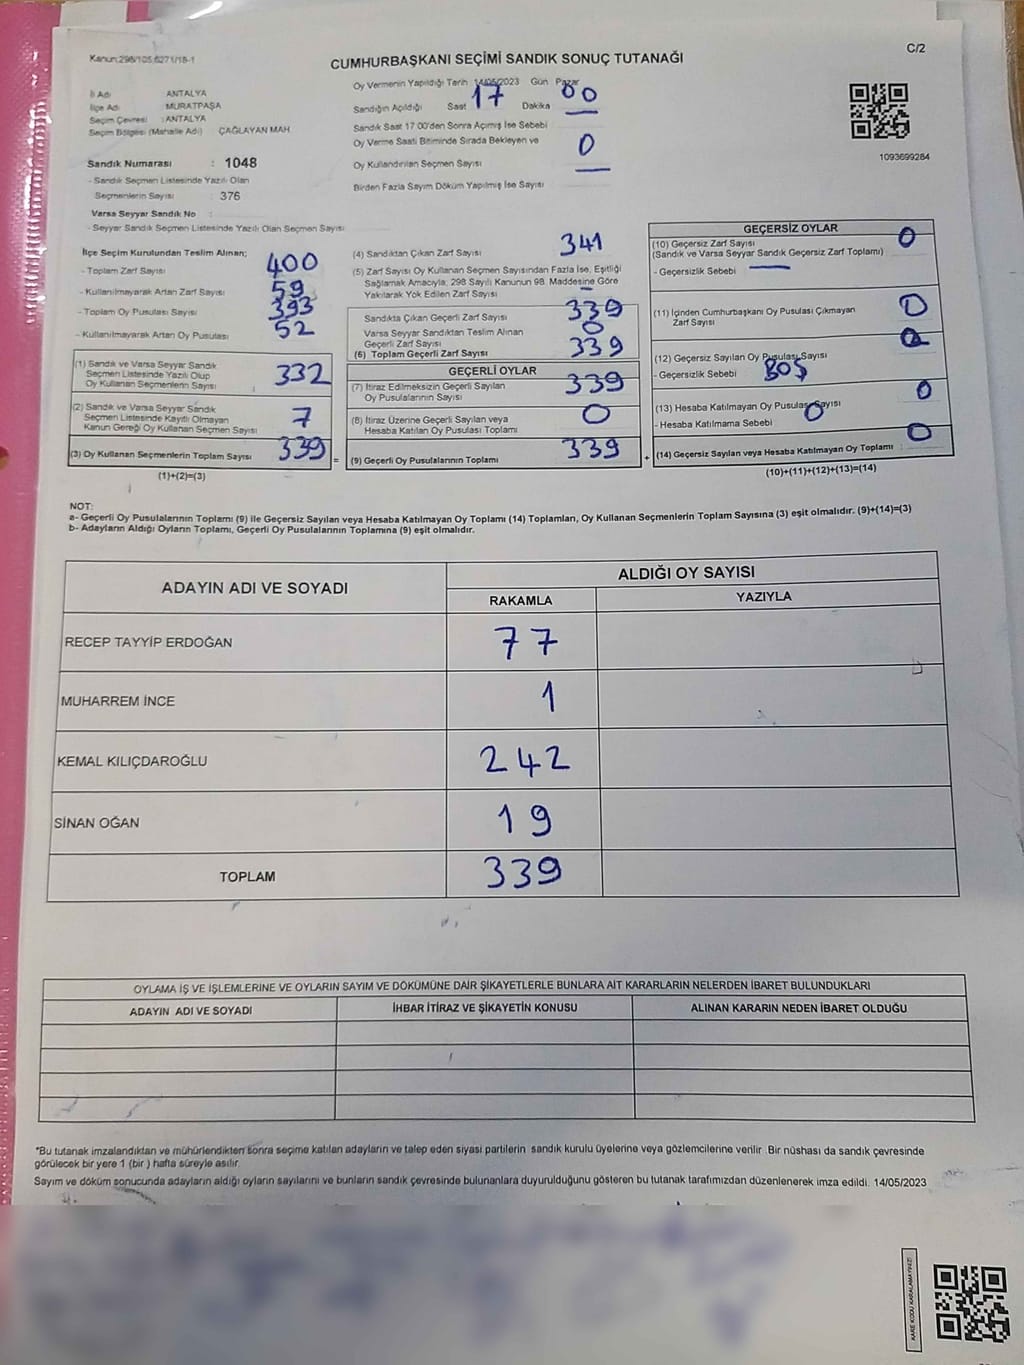 Kanun:298/105,6271/18-1
CUMHURBAŞKANI SEÇİMİ SANDIK SONUÇ TUTANAĞI
C/2
İl Adı : ANTALYA
İlçe Adı : MURATPAŞA
Seçim Çevresi : ANTALYA
Seçim Bölgesi (Mahalle Adı) ÇAĞLAYAN MAH.
Sandık Numarası : 1048
- Sandık Seçmen Listesinde Yazılı Olan
Seçmenlerin Sayısı : 376
Varsa Seyyar Sandık No :
- Seyyar Sandık Seçmen Listesinde Yazılı Olan Seçmen Sayısı
Oy Vermenin Yapıldığı Tarih 14/05/2023 Gün Pazar
Sandığın Açıldığı Saat 17 Dakika 00
Sandık Saat 17:00'den Sonra Açımış İse Sebebi
Oy Verme Saati Bitiminde Sırada Bekleyen ve
Oy Kullandırılan Seçmen Sayısı 0
Birden Fazla Sayım Döküm Yapılmış İse Sayısı
1093699284
İlçe Seçim Kurulundan Teslim Alınan;
- Toplam Zarf Sayısı 400
- Kullanılmayarak Artan Zarf Sayısı 59
- Toplam Oy Pusulası Sayısı 393
- Kullanılmayarak Artan Oy Pusulası 52
(1) Sandık ve Varsa Seyyar Sandık
Seçmen Listesinde Yazılı Olup
Oy Kullanan Seçmenlerin Sayısı 332
(2) Sandık ve Varsa Seyyar Sandık
Seçmen Listesinde Kayıtlı Olmayan
Kanun Gereği Oy Kullanan Seçmen Sayısı 7
(3) Oy Kullanan Seçmenlerin Toplam Sayısı 339 =
(1)+(2)=(3)
(4) Sandıktan Çıkan Zarf Sayısı 341
(5) Zarf Sayısı Oy Kullanan Seçmen Sayısından Fazla İse, Eşitliği
Sağlamak Amacıyla, 298 Sayılı Kanunun 98. Maddesine Göre
Yakılarak Yok Edilen Zarf Sayısı
Sandıkta Çıkan Geçerli Zarf Sayısı 339
Varsa Seyyar Sandıktan Teslim Alınan
Geçerli Zarf Sayısı 0
(6) Toplam Geçerli Zarf Sayısı 339
GEÇERLİ OYLAR
(7) İtiraz Edilmeksizin Geçerli Sayılan
Oy Pusulalarının Sayısı 339
(8) İtiraz Üzerine Geçerli Sayılan veya
Hesaba Katılan Oy Pusulası Toplamı 0
(9) Geçerli Oy Pusulalarının Toplamı 339 +
GEÇERSİZ OYLAR
(10) Geçersiz Zarf Sayısı 0
(Sandık ve Varsa Seyyar Sandık Geçersiz Zarf Toplamı)
- Geçersizlik Sebebi
(11) İçinden Cumhurbaşkanı Oy Pusulası Çıkmayan
Zarf Sayısı 0
(12) Geçersiz Sayılan Oy Pusulası Sayısı
- Geçersizlik Sebebi BOŞ
(13) Hesaba Katılmayan Oy Pusulası Sayısı 0
- Hesaba Katılmama Sebebi : 0
(14) Geçersiz Sayılan veya Hesaba Katılmayan Oy Toplamı : 0
(10)+(11)+(12)+(13)=(14)
NOT:
a- Geçerli Oy Pusulalarının Toplamı (9) ile Geçersiz Sayılan veya Hesaba Katılmayan Oy Toplamı (14) Toplamları, Oy Kullanan Seçmenlerin Toplam Sayısına (3) eşit olmalıdır. (9)+(14)=(3)
b- Adayların Aldığı Oyların Toplamı, Geçerli Oy Pusulalarının Toplamına (9) eşit olmalıdır.
ADAYIN ADI VE SOYADI
ALDIĞI OY SAYISI
RAKAMLA YAZIYLA
RECEP TAYYİP ERDOĞAN 77
MUHARREM İNCE 1
KEMAL KILIÇDAROĞLU 242
SİNAN OĞAN 19
TOPLAM 339
OYLAMA İŞ VE İŞLEMLERİNE VE OYLARIN SAYIM VE DÖKÜMÜNE DAİR ŞİKAYETLERLE BUNLARA AİT KARARLARIN NELERDEN İBARET BULUNDUKLARI
ADAYIN ADI VE SOYADI İHBAR İTİRAZ VE ŞİKAYETİN KONUSU ALINAN KARARIN NEDEN İBARET OLDUĞU
*Bu tutanak imzalandıktan ve mühürlendikten sonra seçime katılan adayların ve talep eden siyasi partilerin sandık kurulu üyelerine veya gözlemcilerine verilir. Bir nüshası da sandık çevresinde
görülecek bir yere 1 (bir ) hafta süreyle asılır.
Sayım ve döküm sonucunda adayların aldığı oyların sayılarını ve bunların sandık çevresinde bulunanlara duyurulduğunu gösteren bu tutanak tarafımızdan düzenlenerek imza edildi. 14/05/2023
KARE KODU KARALAMAYINIZ!